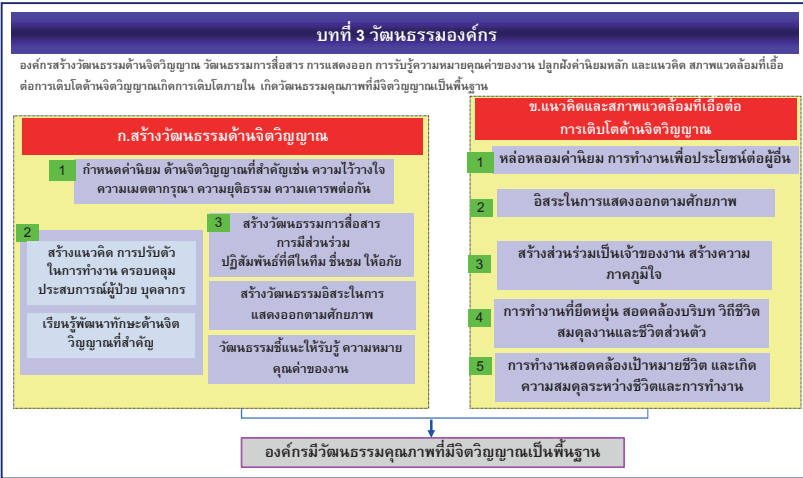 บทที่ 3 วัฒนธรรมองค์กร
องค์กรสร้างวัฒนธรรมด้านจิตวิญญาณ วัฒนธรรมการสื่อสาร การแสดงออก การรับรู้ความหมายคุณค่าของงาน ปลูกฝังค่านิยมหลัก และแนวคิด สภาพแวดล้อมที่เอื้อ
ต่อการเติบโตด้านจิตวิญญาณเกิดการเติบโตภายใน เกิดวัฒนธรรมคุณภาพที่มีจิตวิญญาณเป็นพื้นฐาน
ก.สร้างวัฒนธรรมด้านจิตวิญญาณ
1
กำหนดค่านิยม ด้านจิตวิญญาณที่สำคัญเช่น ความไว้วางใจ
ความเมตตากรุณา ความยุติธรรม ความเคารพต่อกัน
2
สร้างแนวคิด การปรับตัว
ในการทำงาน ครอบคลุม
ประสบการณ์ผู้ป่วย บุคลากร
เรียนรู้พัฒนาทักษะด้านจิต
วิญญาณที่สำคัญ
3
สร้างวัฒนธรรมการสื่อสาร
การมีส่วนร่วม
ปฏิสัมพันธ์ที่ดีในทีม ชื่นชม ให้อภัย
สร้างวัฒนธรรมอิสระในการ
แสดงออกตามศักยภาพ
วัฒนธรรมชี้แนะให้รับรู้ ความหมาย
คุณค่าของงาน
ข.แนวคิดและสภาพแวดล้อมที่เอื้อต่อ
การเติบโตด้านจิตวิญญาณ
1
หล่อหลอมค่านิยม การทำงานเพื่อประโยชน์ต่อผู้อื่น
2
อิสระในการแสดงออกตามศักยภาพ
3
สร้างส่วนร่วมเป็นเจ้าของงาน สร้างความ
ภาคภูมิใจ
4
การทำงานที่ยืดหยุ่น สอดคล้องบริบท วิถีชีวิต
สมดุลงานและชีวิตส่วนตัว
5
การทำงานสอดคล้องเป้าหมายชีวิต และเกิด
ความสมดุลระหว่างชีวิตและการทำงาน
องค์กรมีวัฒนธรรมคุณภาพที่มีจิตวิญญาณเป็นพื้นฐาน